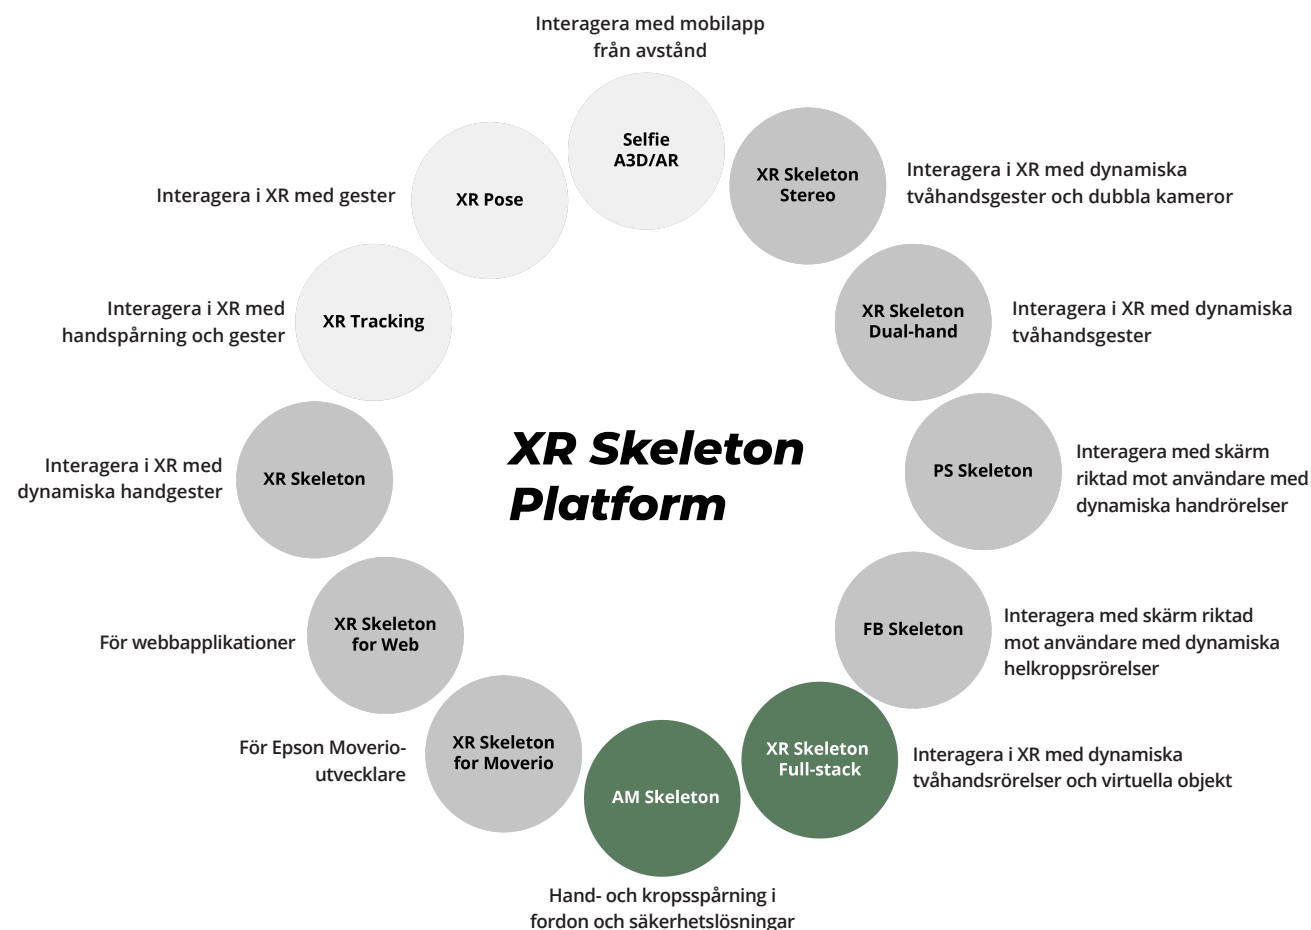 Interagera med mobilapp
från avstånd
Selfie
A3D/AR
XR Skeleton
Stereo
Interagera i XR med dynamiska
tvåhandsgester och dubbla kameror
XR Pose
Interagera i XR med gester
XR Tracking
Interagera i XR med
handspårning och gester
XR Skeleton
Dual-hand
Interagera i XR med dynamiska
tvåhandsgester
XR Skeleton
Platform
XR Skeleton
Interagera i XR med
dynamiska handgester
PS Skeleton
Interagera med skärm
riktad mot användare med
dynamiska handrörelser
XR Skeleton
for Web
För webbapplikationer
FB Skeleton
Interagera med skärm riktad
mot användare med dynamiska
helkroppsrörelser
XR Skeleton
for Moverio
För Epson Moverio-
utvecklare
AM Skeleton
Hand- och kropsspårning i
fordon och säkerhetslösningar
XR Skeleton
Full-stack
Interagera i XR med dynamiska
tvåhandsrörelser och virtuella objekt